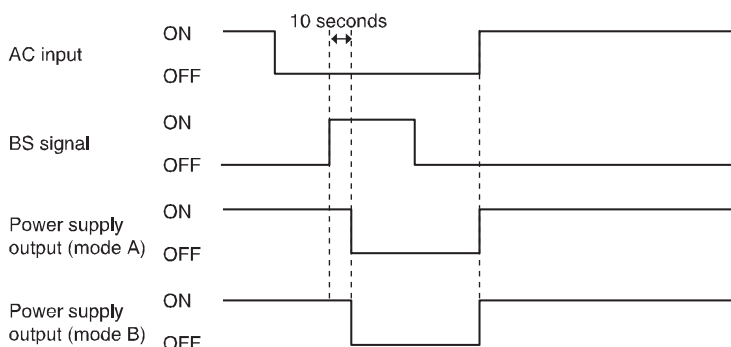 10 seconds
AC input
ON
OFF
BS signal
ON
OFF
Power supply
output (mode A)
ON
OFF
Power supply
output (mode B)
ON
OFF